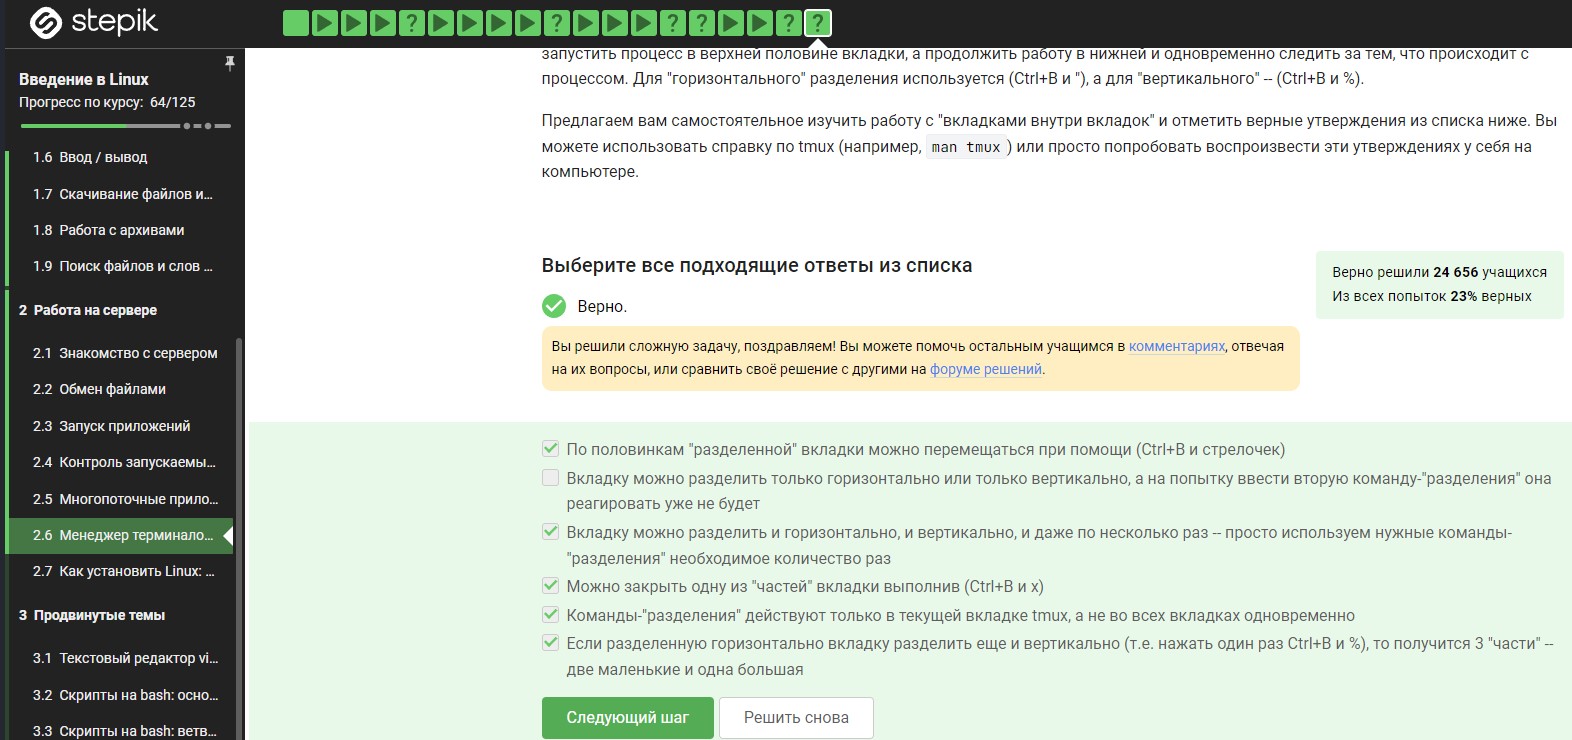 stepik
? ? ? ? ? ?
Введение в Linux
Прогресс по курсу: 64/125
1.6 Ввод / вывод
1.7 Скачивание файлов и...
1.8 Работа с архивами
1.9 Поиск файлов и слов ...
2 Работа на сервере
2.1 Знакомство с сервером
2.2 Обмен файлами
2.3 Запуск приложений
2.4 Контроль запускаемы...
2.5 Многопоточные прило...
2.6 Менеджер терминало...
2.7 Как установить Linux: ...
3 Продвинутые темы
3.1 Текстовый редактор vi...
3.2 Скрипты на bash: осно...
3.3 Скрипты на bash: ветв...
запустить процесс в верхней половине вкладки, а продолжить работу в нижней и одновременно следить за тем, что происходит с
процессом. Для "горизонтального" разделения используется (Ctrl+B и "), а для "вертикального" -- (Ctrl+B и %).
Предлагаем вам самостоятельное изучить работу с "вкладками внутри вкладок" и отметить верные утверждения из списка ниже. Вы
можете использовать справку по tmux (например, man tmux ) или просто попробовать воспроизвести эти утверждениях у себя на
компьютере.
Выберите все подходящие ответы из списка
Верно.
Вы решили сложную задачу, поздравляем! Вы можете помочь остальным учащимся в комментариях, отвечая
на их вопросы, или сравнить своё решение с другими на форуме решений.
Верно решили 24 656 учащихся
Из всех попыток 23% верных
По половинкам "разделенной" вкладки можно перемещаться при помощи (Ctrl+B и стрелочек)
Вкладку можно разделить только горизонтально или только вертикально, а на попытку ввести вторую команду-"разделения" она
реагировать уже не будет
Вкладку можно разделить и горизонтально, и вертикально, и даже по несколько раз -- просто используем нужные команды-
"разделения" необходимое количество раз
Можно закрыть одну из "частей" вкладки выполнив (Ctrl+B и x)
Команды-"разделения" действуют только в текущей вкладке tmux, а не во всех вкладках одновременно
Если разделенную горизонтально вкладку разделить еще и вертикально (т.е. нажать один раз Ctrl+B и %), то получится 3 "части" --
две маленькие и одна большая
Следующий шаг
Решить снова